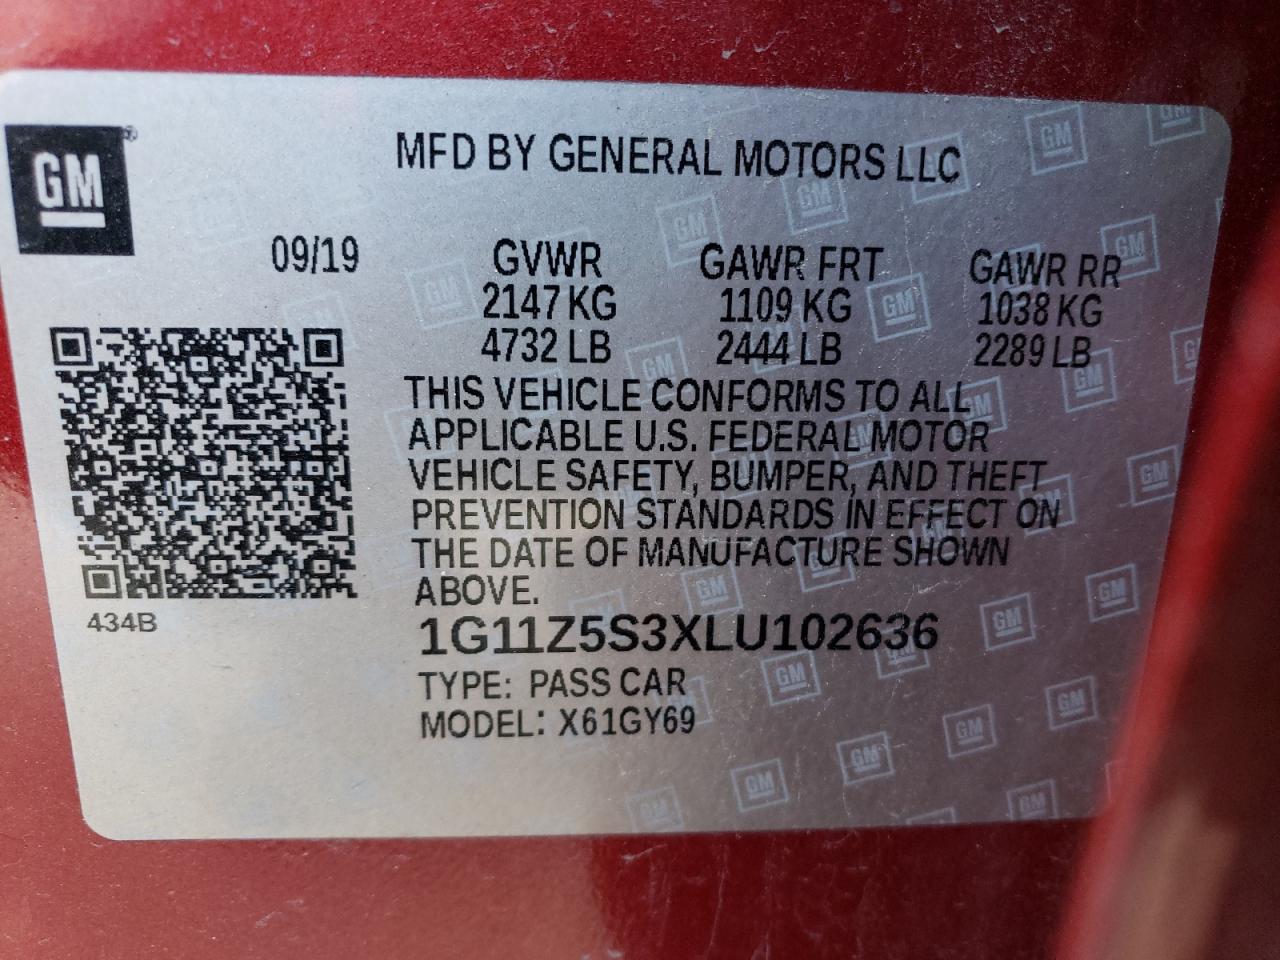 GM
MFD BY GENERAL MOTORS LLC
09/19 GVWR GAWR FRT GAWR RR
2147 KG 1109 KG 1038 KG
4732 LB 2444 LB 2289 LB
THIS VEHICLE CONFORMS TO ALL
APPLICABLE U.S. FEDERAL MOTOR
VEHICLE SAFETY, BUMPER, AND THEFT
PREVENTION STANDARDS IN EFFECT ON
THE DATE OF MANUFACTURE SHOWN
ABOVE.
434B
1G11Z5S3XLU102636
TYPE: PASS CAR
MODEL: X61GY69